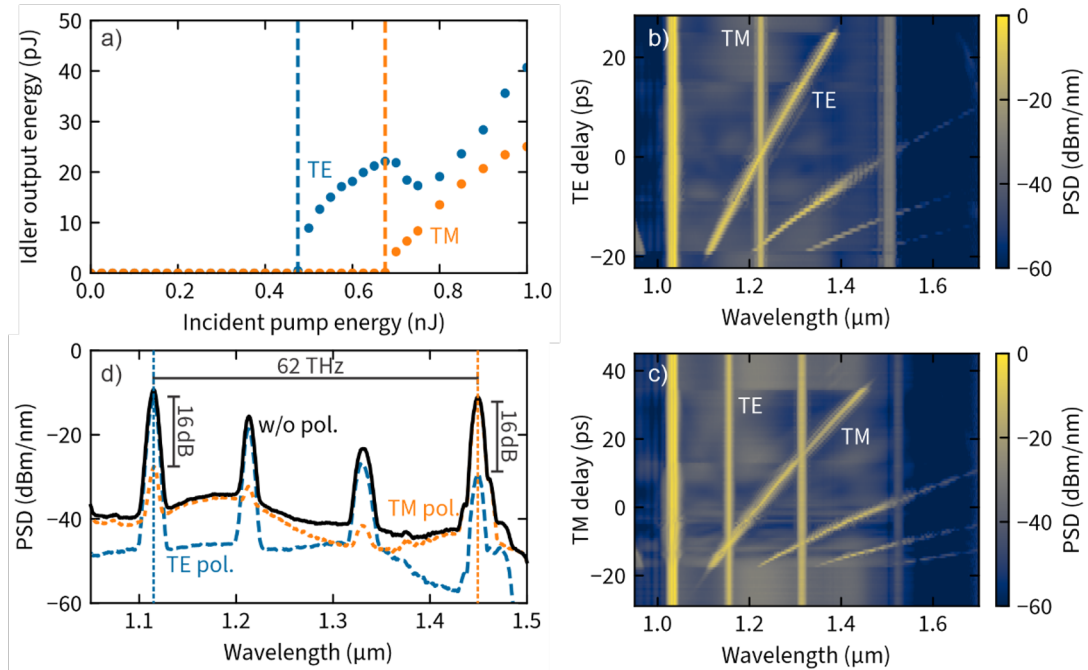 a)
Idler output energy (pJ)
50
40
30
20
10
0
TE
TM
0.0 0.2 0.4 0.6 0.8 1.0
Incident pump energy (nJ)
b)
TE delay (ps)
20
0
−20
TM
TE
1.0 1.2 1.4 1.6
Wavelength (µm)
0
−20
−40
−60
PSD (dBm/nm)
d)
PSD (dBm/nm)
0
−20
−40
−60
62 THz
16 dB
w/o pol.
16 dB
TM pol.
TE pol.
1.1 1.2 1.3 1.4 1.5
Wavelength (µm)
c)
TM delay (ps)
40
20
0
−20
TE
TM
1.0 1.2 1.4 1.6
Wavelength (µm)
0
−20
−40
−60
PSD (dBm/nm)